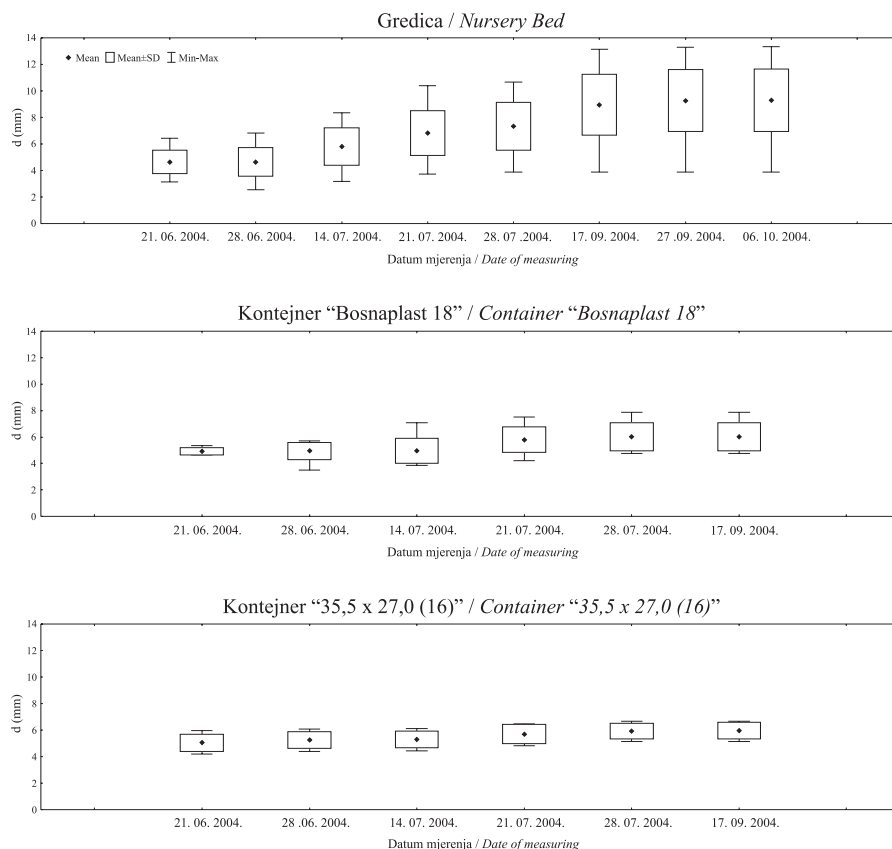 Gredica / Nursery Bed
14
12
10
8
6
4
2
0
d (mm)
Mean Mean±SD Min-Max
21. 06. 2004. 28. 06. 2004. 14. 07. 2004. 21. 07. 2004. 28. 07 .2004. 17. 09. 2004. 27 .09. 2004. 06. 10. 2004.
Datum mjerenja / Date of measuring
Kontejner “Bosnaplast 18” / Container “Bosnaplast 18”
14
12
10
8
6
4
2
0
d (mm)
21. 06. 2004. 28. 06. 2004. 14. 07. 2004. 21. 07. 2004. 28. 07. 2004. 17. 09. 2004.
Datum mjerenja / Date of measuring
Kontejner “35,5 x 27,0 (16)” / Container “35,5 x 27,0 (16)”
14
12
10
8
6
4
2
0
d (mm)
21. 06. 2004. 28 .06. 2004. 14. 07. 2004. 21. 07. 2004. 28. 07. 2004. 17. 09. 2004.
Datum mjerenja / Date of measuring